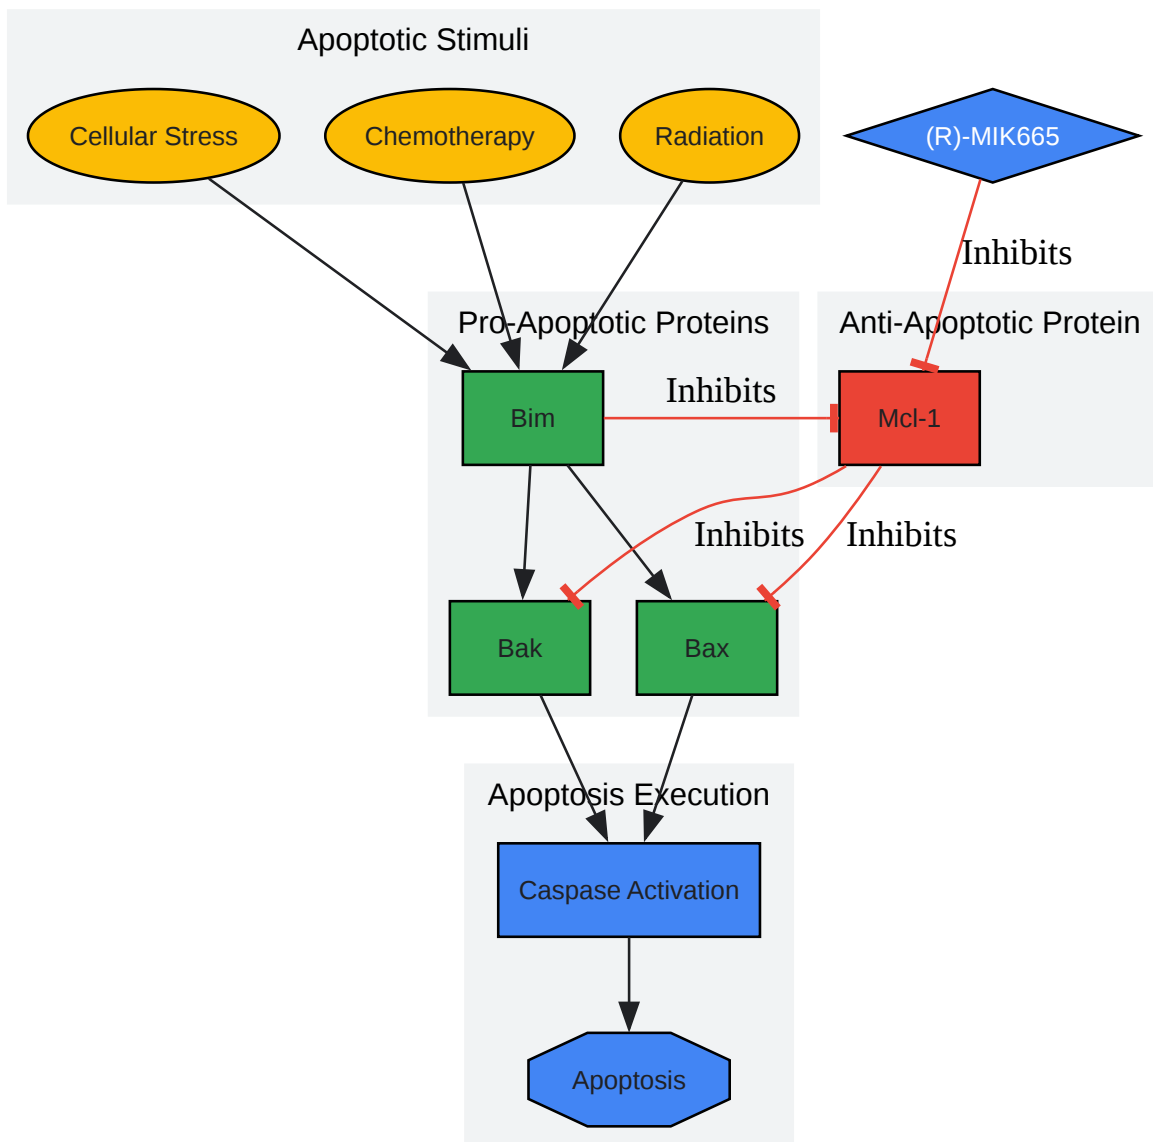 Apoptotic Stimuli
Cellular Stress
Chemotherapy
Radiation
(R)-MIK665
Inhibits
Pro-Apoptotic Proteins
Anti-Apoptotic Protein
Inhibits
Bim
Mcl-1
Inhibits
Inhibits
Bak
Bax
Apoptosis Execution
Caspase Activation
Apoptosis